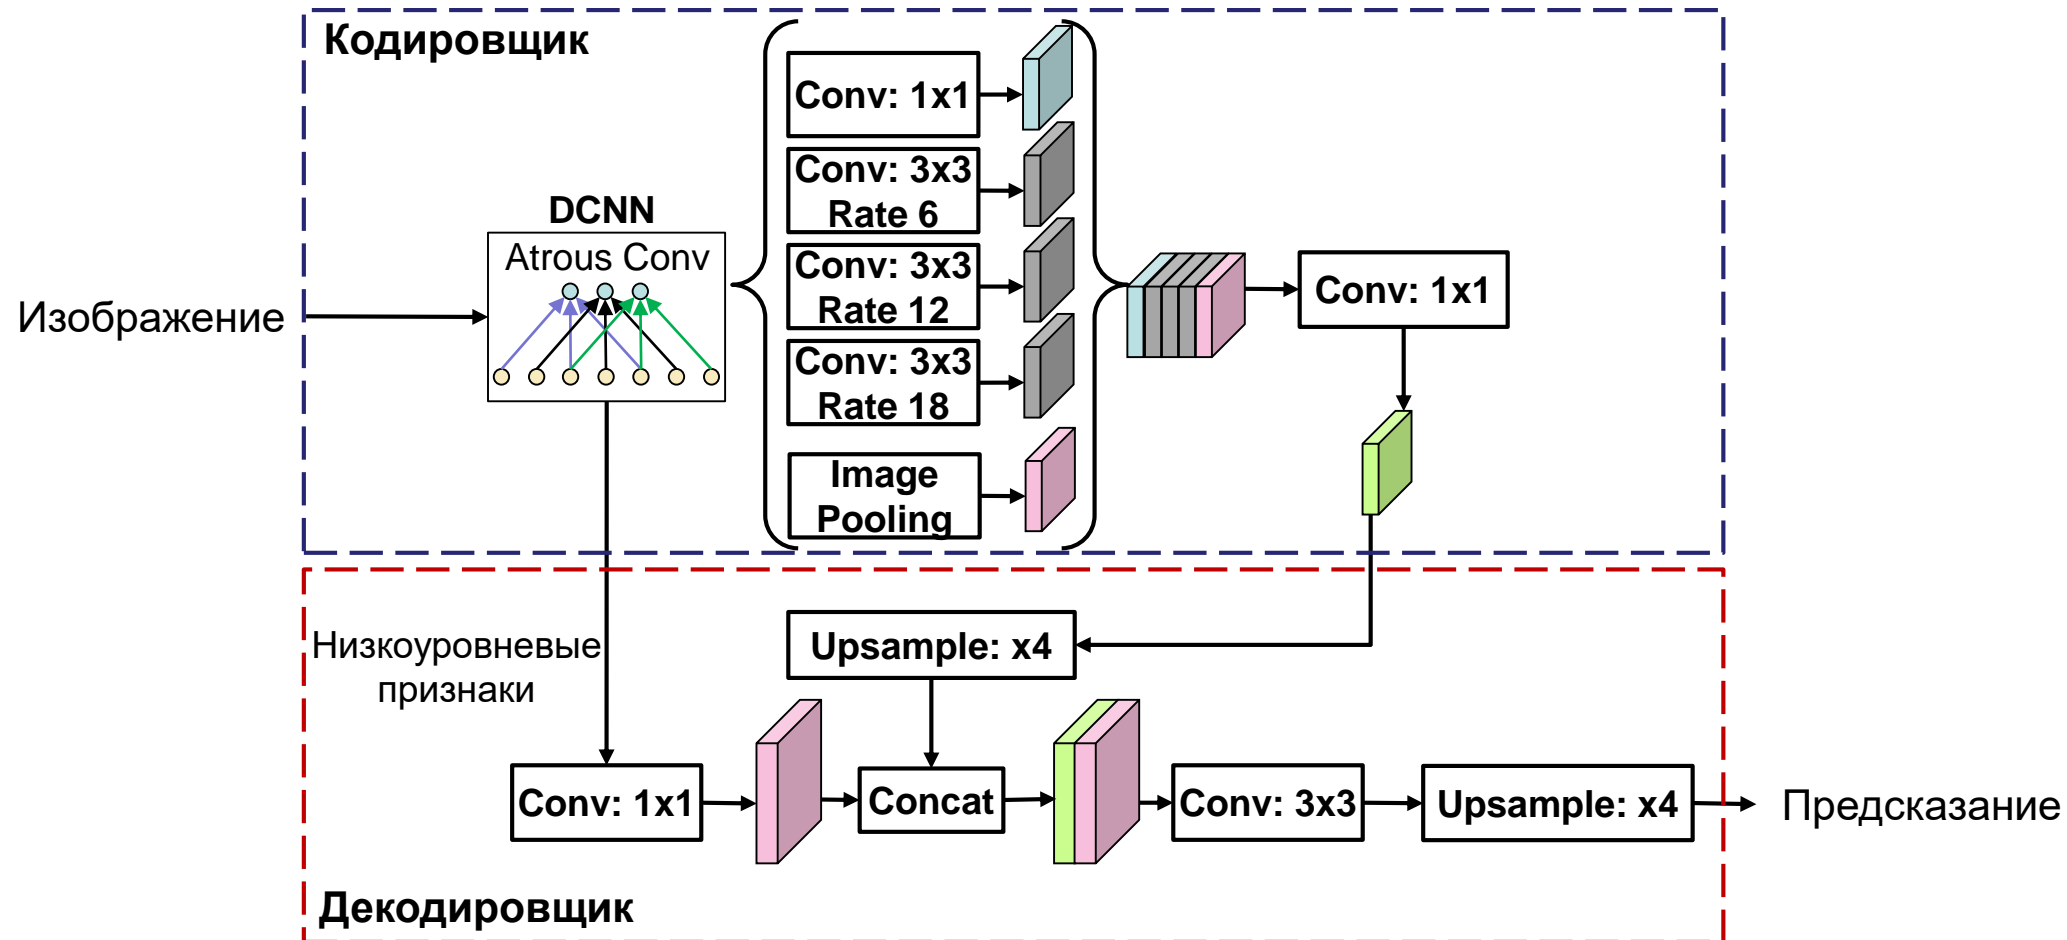 Кодировщик
Conv: 1x1
Conv: 3x3
Rate 6
DCNN
Atrous Conv
Conv: 3x3
Rate 12
Conv: 1x1
Изображение
Conv: 3x3
Rate 18
Image
Pooling
Низкоуровневые
признаки
Upsample: x4
Conv: 1x1
Concat
Conv: 3x3
Upsample: x4
Предсказание
Декодировщик